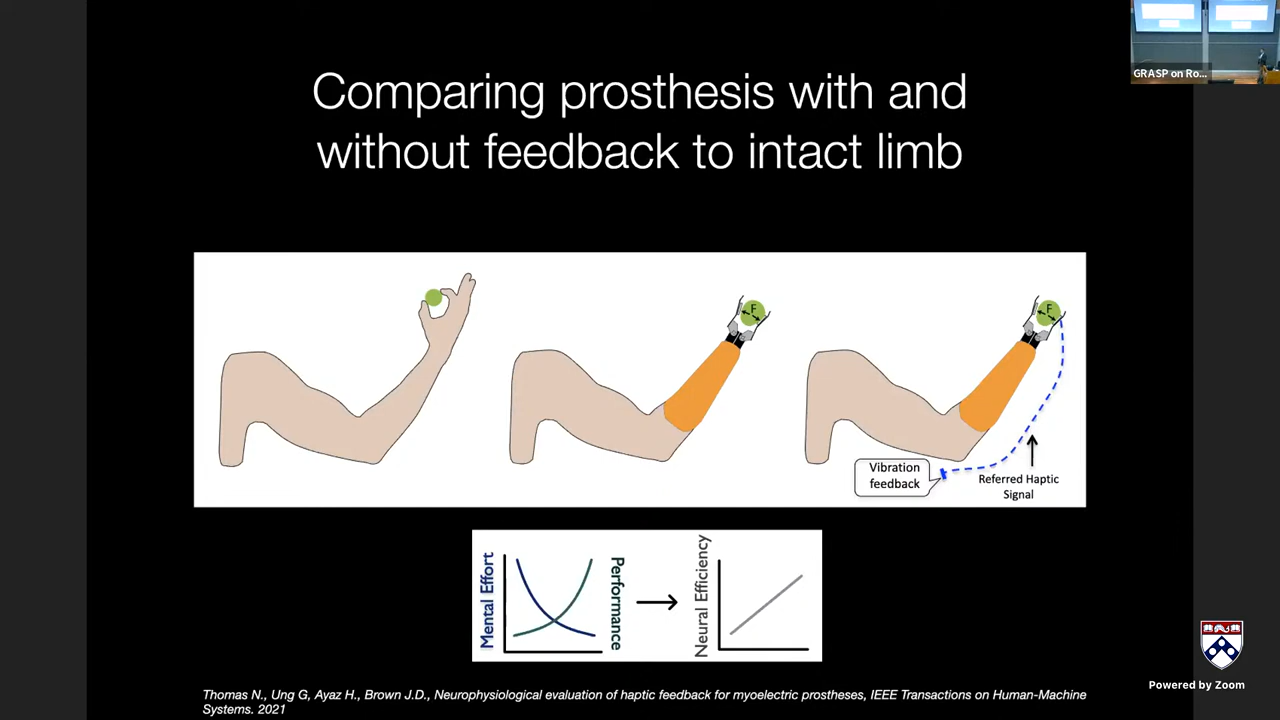 GRASP on Ro...
Comparing prosthesis with and
without feedback to intact limb
F
F
Vibration
feedback
Referred Haptic
Signal
Mental Effort
Performance
Neural Efficiency
Thomas N., Ung G, Ayaz H., Brown J.D., Neurophysiological evaluation of haptic feedback for myoelectric prostheses, IEEE Transactions on Human-Machine
Systems. 2021
Powered by Zoom